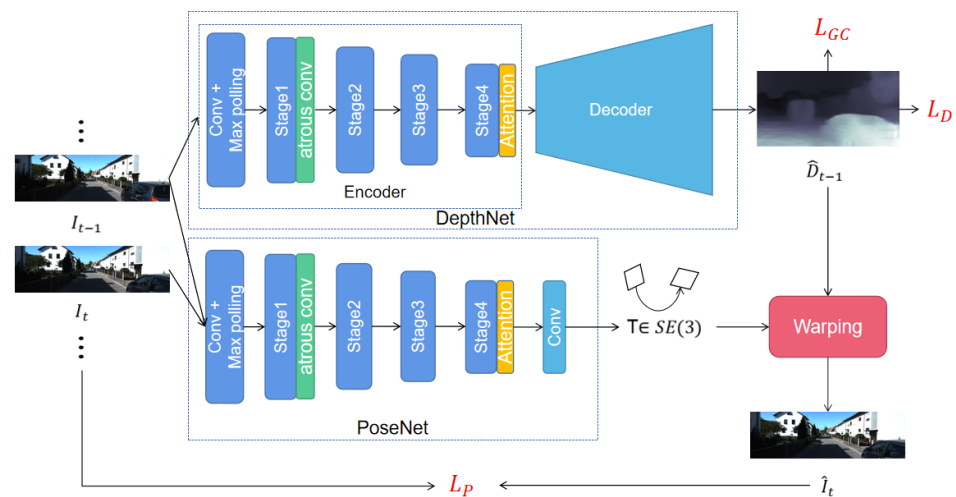 L_GC
Conv +
Max polling
Stage1
atrous conv
Stage2
Stage3
Stage4
Attention
Decoder
L_D
Encoder
DepthNet
D̂_{t−1}
I_{t−1}
I_t
Conv +
Max polling
Stage1
atrous conv
Stage2
Stage3
Stage4
Attention
Conv
T∈ SE(3)
Warping
PoseNet
L_P
Î_t